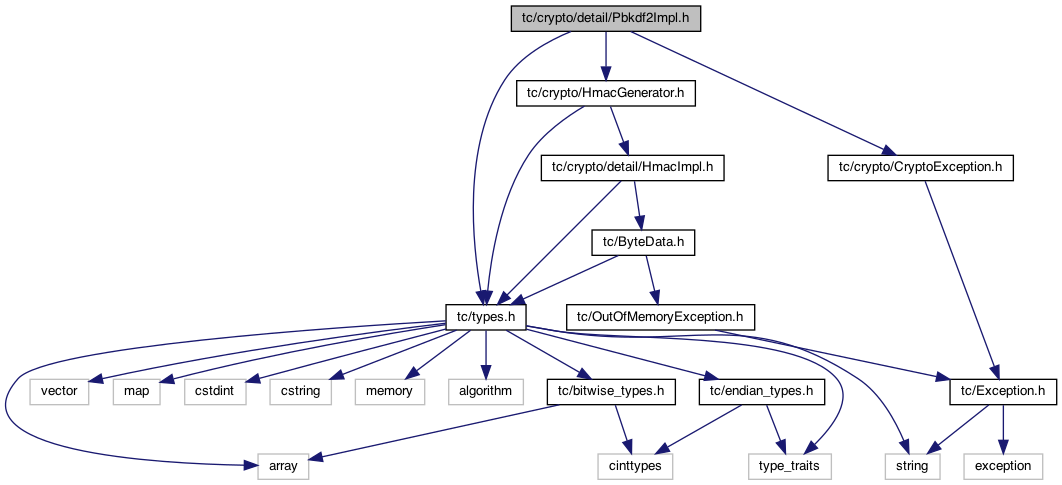 tc/crypto/detail/Pbkdf2Impl.h
tc/crypto/HmacGenerator.h
tc/crypto/detail/HmacImpl.h
tc/crypto/CryptoException.h
tc/ByteData.h
tc/types.h
tc/OutOfMemoryException.h
vector
map
cstdint
cstring
memory
algorithm
tc/bitwise_types.h
tc/endian_types.h
tc/Exception.h
array
cinttypes
type_traits
string
exception